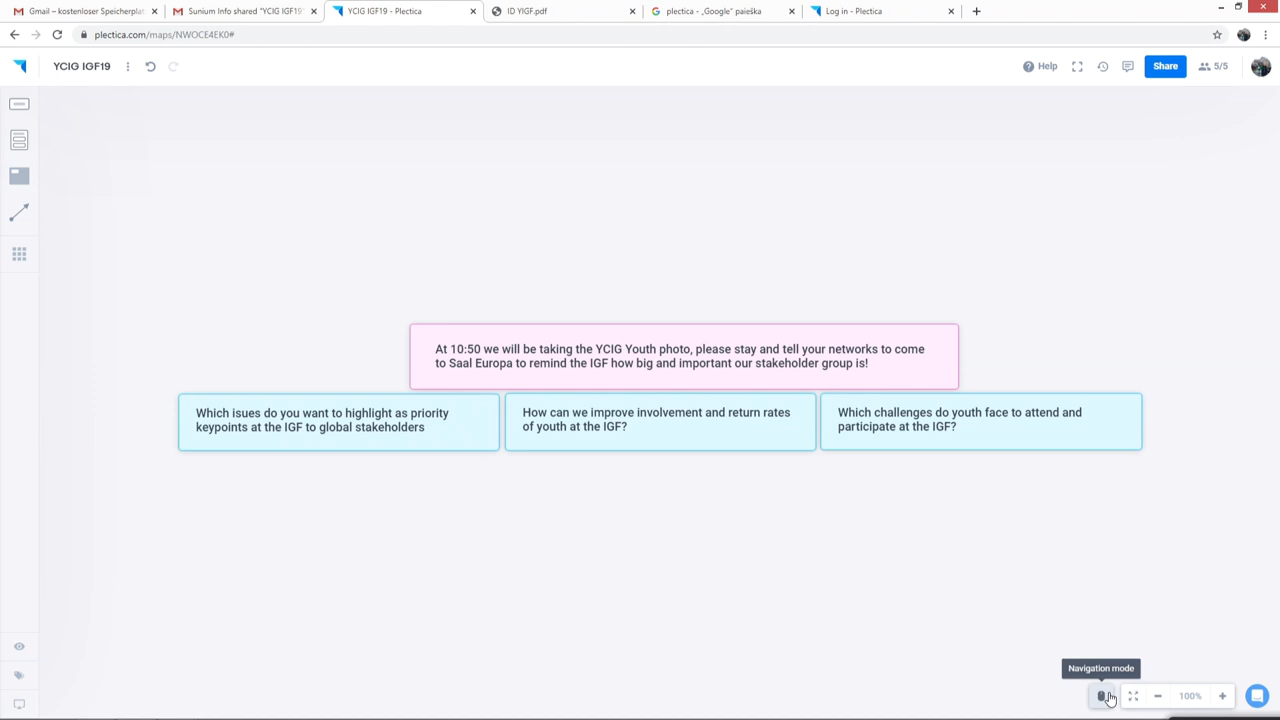 Gmail – kostenloser Speicherplat
Sunium Info shared "YCIG IGF19"
YCIG IGF19 - Plectica
ID YIGF.pdf
plectica - „Google" paieška
Log in - Plectica
plectica.com/maps/NWOCE4EK0#
YCIG IGF19
Help
Share
5/5
At 10:50 we will be taking the YCIG Youth photo, please stay and tell your networks to come
to Saal Europa to remind the IGF how big and important our stakeholder group is!
Which isues do you want to highlight as priority
keypoints at the IGF to global stakeholders
How can we improve involvement and return rates
of youth at the IGF?
Which challenges do youth face to attend and
participate at the IGF?
Navigation mode
100%